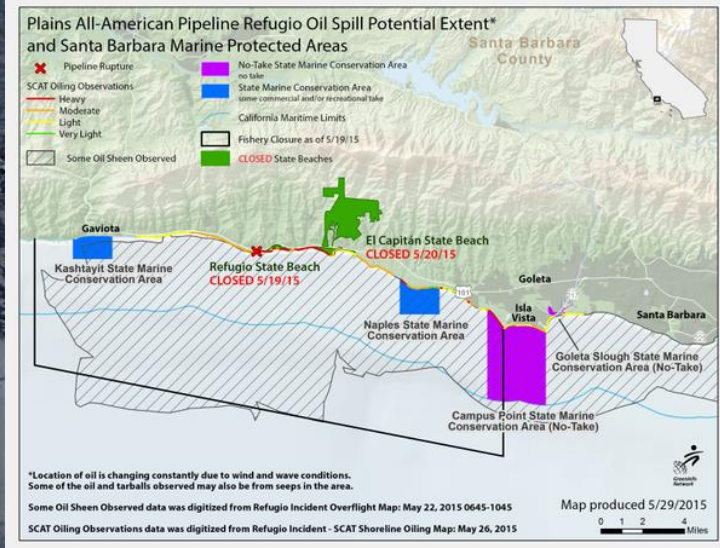 Plains All-American Pipeline Refugio Oil Spill Potential Extent*
and Santa Barbara Marine Protected Areas
Pipeline Rupture
SCAT Oiling Observations
Heavy
Moderate
Light
Very Light
Some Oil Sheen Observed
No-Take State Marine Conservation Area
no take
State Marine Conservation Area
some commercial and/or recreational take
California Maritime Limits
Fishery Closure as of 5/19/15
CLOSED State Beaches
Santa Barbara
County
Gaviota
Kashtayit State Marine
Conservation Area
Refugio State Beach
CLOSED 5/19/15
El Capitán State Beach
CLOSED 5/20/15
Naples State Marine
Conservation Area
101
Goleta
Isla
Vista
Santa Barbara
Goleta Slough State Marine
Conservation Area (No-Take)
Campus Point State Marine
Conservation Area (No-Take)
*Location of oil is changing constantly due to wind and wave conditions.
Some of the oil and tarballs observed may also be from seeps in the area.
Some Oil Sheen Observed data was digitized from Refugio Incident Overflight Map: May 22, 2015 0645-1045
SCAT Oiling Observations data was digitized from Refugio Incident - SCAT Shoreline Oiling Map: May 26, 2015
GreenInfo
Network
Map produced 5/29/2015
0 1 2 4
Miles